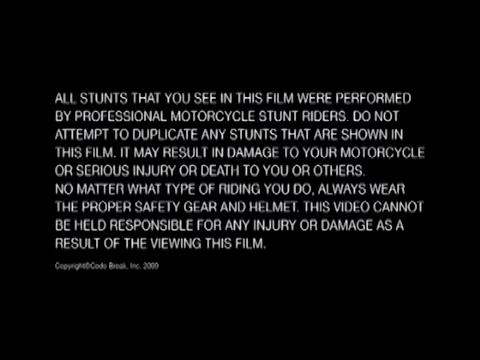 ALL STUNTS THAT YOU SEE IN THIS FILM WERE PERFORMED
BY PROFESSIONAL MOTORCYCLE STUNT RIDERS. DO NOT
ATTEMPT TO DUPLICATE ANY STUNTS THAT ARE SHOWN IN
THIS FILM. IT MAY RESULT IN DAMAGE TO YOUR MOTORCYCLE
OR SERIOUS INJURY OR DEATH TO YOU OR OTHERS.
NO MATTER WHAT TYPE OF RIDING YOU DO, ALWAYS WEAR
THE PROPER SAFETY GEAR AND HELMET. THIS VIDEO CANNOT
BE HELD RESPONSIBLE FOR ANY INJURY OR DAMAGE AS A
RESULT OF THE VIEWING THIS FILM.
Copyright©Code Break, Inc. 2009